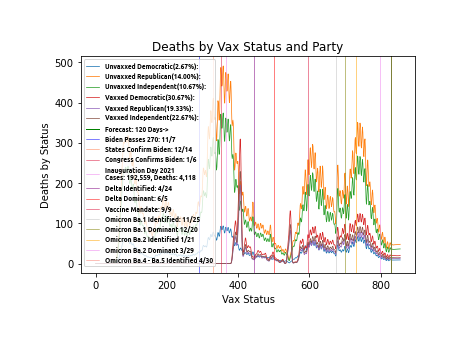 Deaths by Vax Status and Party
Deaths by Status
500
400
300
200
100
0
Unvaxxed Democratic(2.67%):
Unvaxxed Republican(14.00%):
Unvaxxed Independent(10.67%):
Vaxxed Democratic(30.67%):
Vaxxed Republican(19.33%):
Vaxxed Independent(22.67%):
Forecast: 120 Days->
Biden Passes 270: 11/7
States Confirm Biden: 12/14
Congress Confirms Biden: 1/6
Inauguration Day 2021
Cases: 192,559, Deaths: 4,118
Delta Identified: 4/24
Delta Dominant: 6/5
Vaccine Mandate: 9/9
Omicron Ba.1 Identified: 11/25
Omicron Ba.1 Dominant 12/20
Omicron Ba.2 Identified 1/21
Omicron Ba.2 Dominant 3/29
Omicron Ba.4 - Ba.5 Identified 4/30
0 200 400 600 800
Vax Status